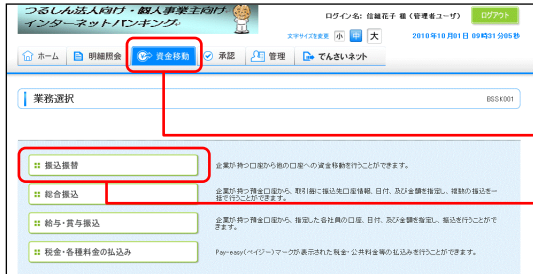 つるしん法人向け・個人事業主向け
インターネットバンキング
ログイン名：信雄花子 様（管理者ユーザ）
ログアウト
文字サイズを変更 小 中 大
2010年10月01日 09時31分05秒
ホーム 明細照会 資金移動 承認 管理 でんさいネット
業務選択
BSSK001
振込振替
企業が持つ口座から他の口座への資金移動を行うことができます。
総合振込
企業が持つ預金口座から、取引毎に振込先口座情報、日付、及び金額を指定し、複数の振込を一
括で行うことができます。
給与・賞与振込
企業が持つ預金口座から、指定した各社員の口座、日付、及び金額を指定し、振込を行うことがで
きます。
税金・各種料金の払込み
Pay-easy(ペイジー)マークが表示された税金・公共料金等の払込みを行うことができます。